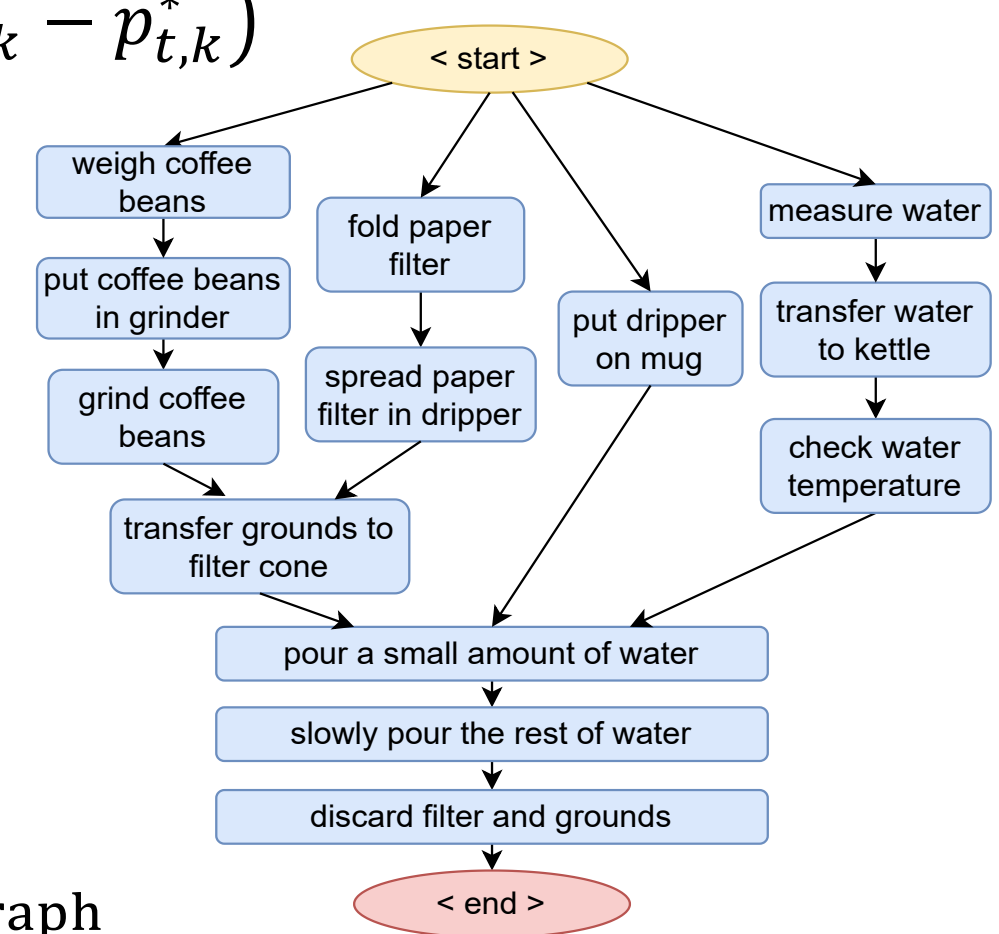 k − p*t,k)
< start >
weigh coffee
beans
put coffee beans
in grinder
grind coffee
beans
fold paper
filter
spread paper
filter in dripper
transfer grounds to
filter cone
put dripper
on mug
measure water
transfer water
to kettle
check water
temperature
pour a small amount of water
slowly pour the rest of water
discard filter and grounds
< end >
raph